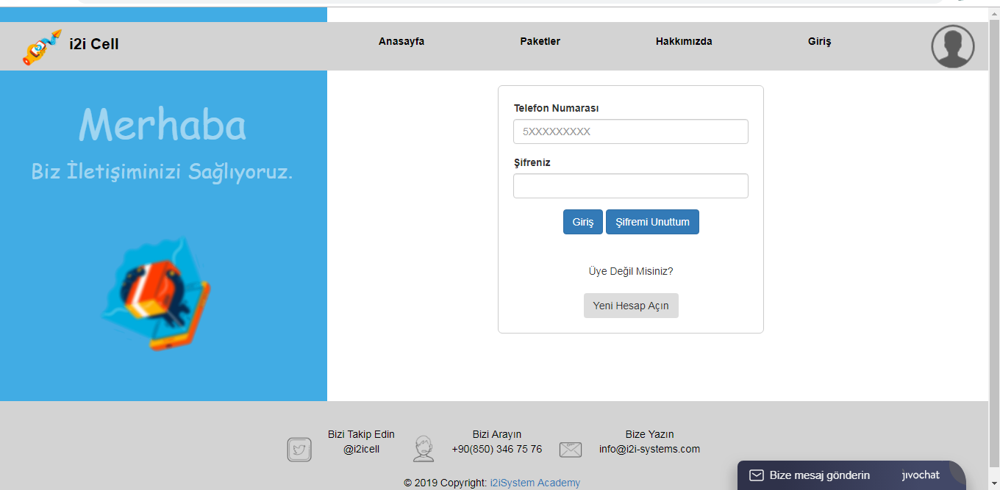 i2i Cell
Anasayfa
Paketler
Hakkımızda
Giriş
Merhaba
Biz İletişiminizi Sağlıyoruz.
Telefon Numarası
5XXXXXXXXX
Şifreniz
Giriş
Şifremi Unuttum
Üye Değil Misiniz?
Yeni Hesap Açın
Bizi Takip Edin
@i2icell
Bizi Arayın
+90(850) 346 75 76
Bize Yazın
info@i2i-systems.com
© 2019 Copyright: i2iSystem Academy
Bize mesaj gönderin
jivochat